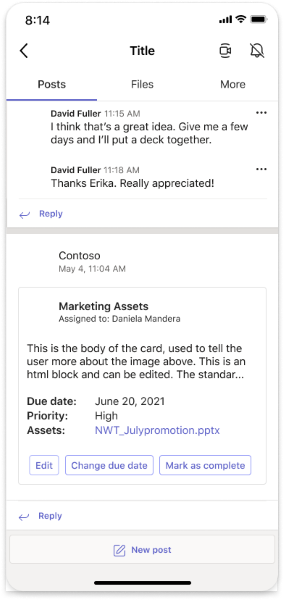 8:14
Title
Posts Files More
David Fuller 11:15 AM
I think that's a great idea. Give me a few
days and I'll put a deck together.
David Fuller 11:18 AM
Thanks Erika. Really appreciated!
Reply
Contoso
May 4, 11:04 AM
Marketing Assets
Assigned to: Daniela Mandera
This is the body of the card, used to tell the
user more about the image above. This is an
html block and can be edited. The standar...
Due date: June 20, 2021
Priority: High
Assets: NWT_Julypromotion.pptx
Edit Change due date Mark as complete
Reply
New post